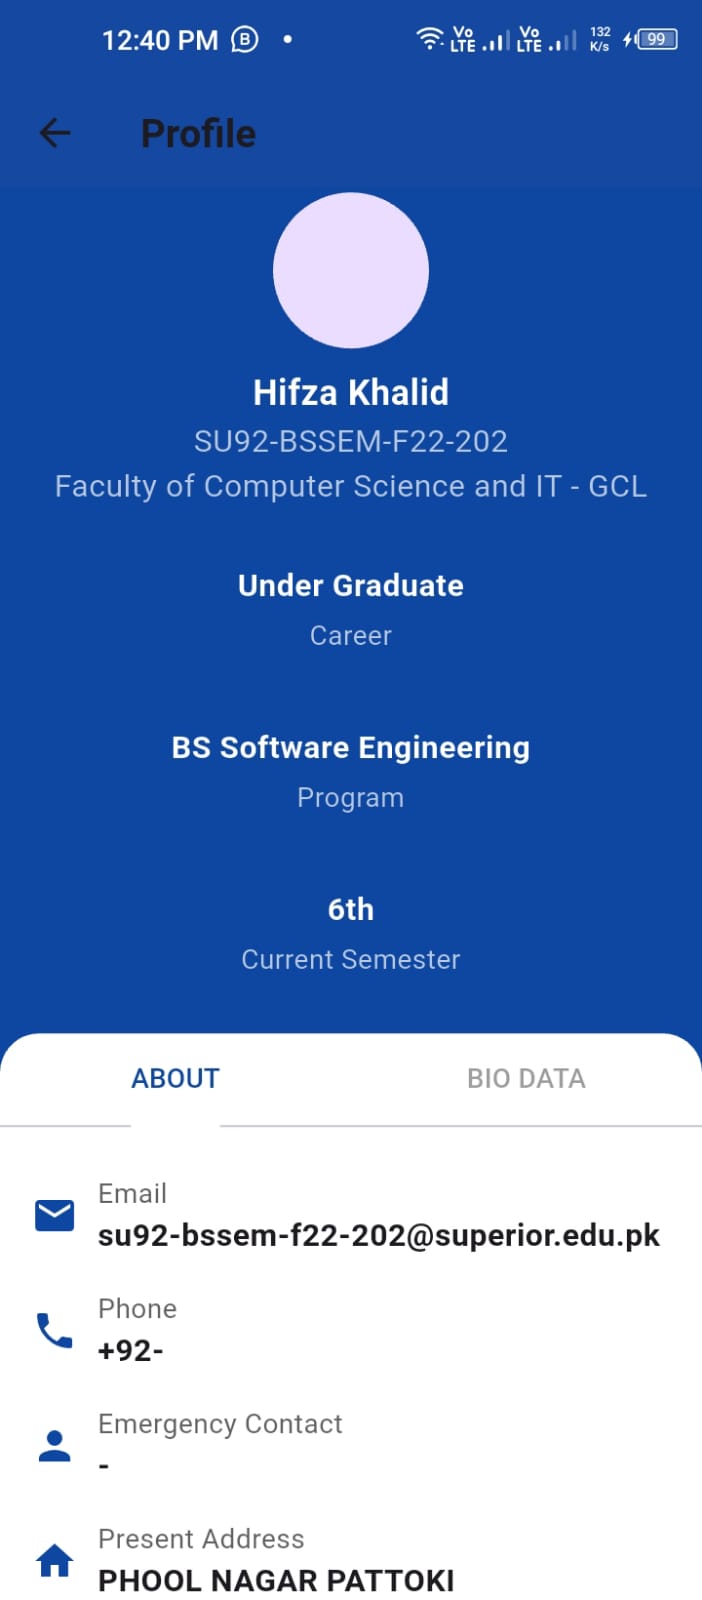 12:40 PM B
Vo LTE Vo LTE 132 K/s 99
Profile
Hifza Khalid
SU92-BSSEM-F22-202
Faculty of Computer Science and IT - GCL
Under Graduate
Career
BS Software Engineering
Program
6th
Current Semester
ABOUT BIO DATA
Email
su92-bssem-f22-202@superior.edu.pk
Phone
+92-
Emergency Contact
-
Present Address
PHOOL NAGAR PATTOKI